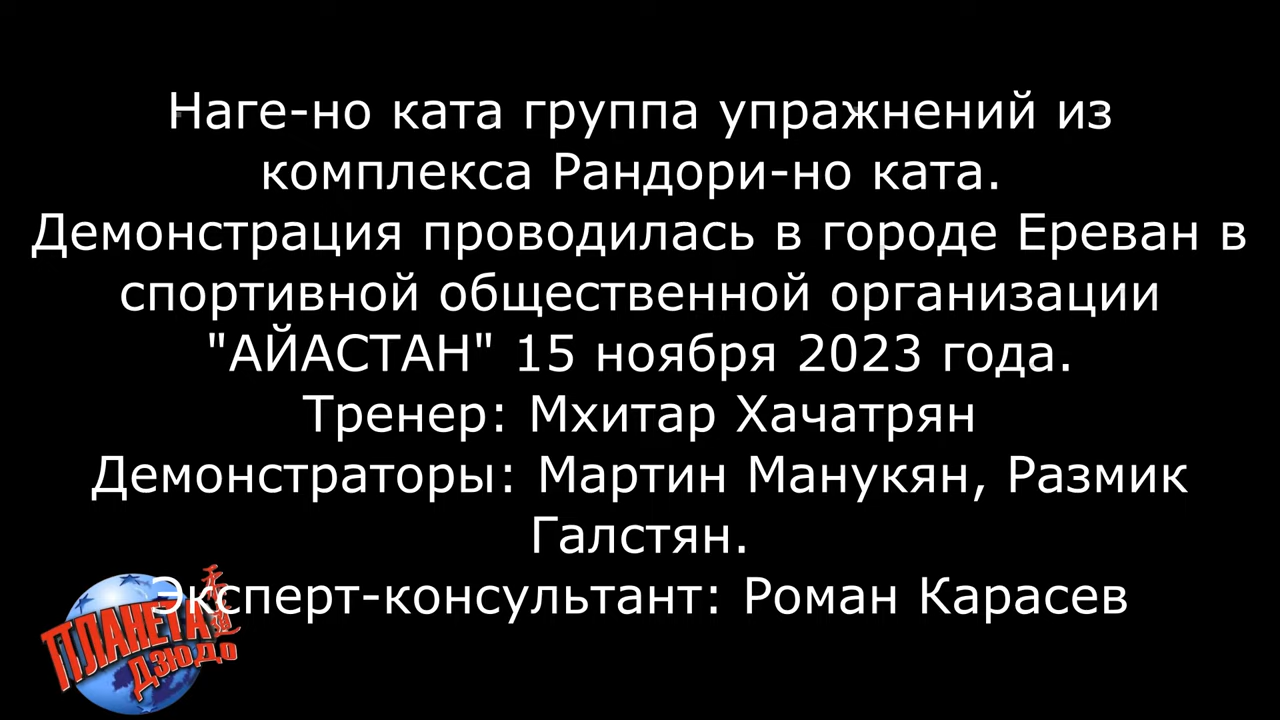 Наге-но ката группа упражнений из
комплекса Рандори-но ката.
Демонстрация проводилась в городе Ереван в
спортивной общественной организации
"АЙАСТАН" 15 ноября 2023 года.
Тренер: Мхитар Хачатрян
Демонстраторы: Мартин Манукян, Размик
Галстян.
Эксперт-консультант: Роман Карасев
ПЛАНЕТА
ДЗЮДО